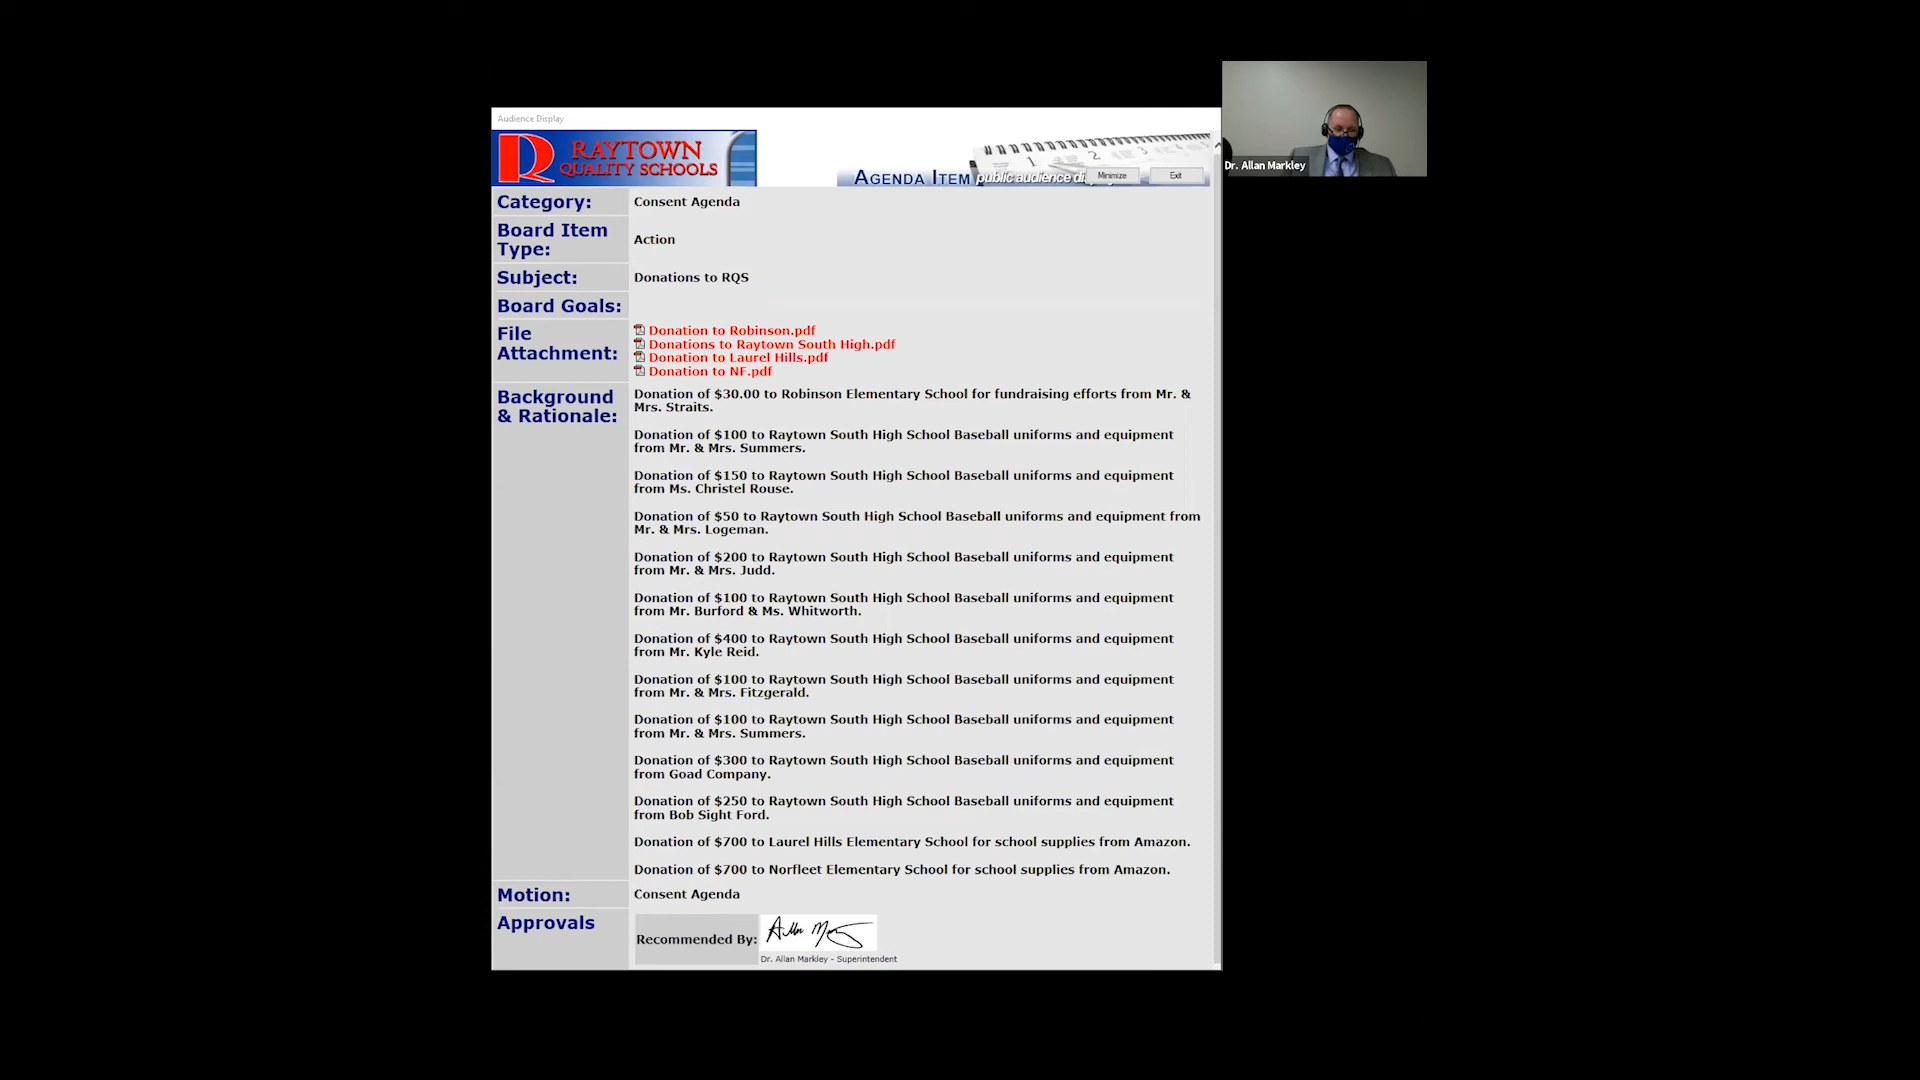 Audience Display
RAYTOWN
QUALITY SCHOOLS
AGENDA ITEM public audience di
Minimize
Exit
Dr. Allan Markley
Category:
Consent Agenda
Board Item
Type:
Action
Subject:
Donations to RQS
Board Goals:
File
Attachment:
Donation to Robinson.pdf
Donations to Raytown South High.pdf
Donation to Laurel Hills.pdf
Donation to NF.pdf
Background
& Rationale:
Donation of $30.00 to Robinson Elementary School for fundraising efforts from Mr. &
Mrs. Straits.
Donation of $100 to Raytown South High School Baseball uniforms and equipment
from Mr. & Mrs. Summers.
Donation of $150 to Raytown South High School Baseball uniforms and equipment
from Ms. Christel Rouse.
Donation of $50 to Raytown South High School Baseball uniforms and equipment from
Mr. & Mrs. Logeman.
Donation of $200 to Raytown South High School Baseball uniforms and equipment
from Mr. & Mrs. Judd.
Donation of $100 to Raytown South High School Baseball uniforms and equipment
from Mr. Burford & Ms. Whitworth.
Donation of $400 to Raytown South High School Baseball uniforms and equipment
from Mr. Kyle Reid.
Donation of $100 to Raytown South High School Baseball uniforms and equipment
from Mr. & Mrs. Fitzgerald.
Donation of $100 to Raytown South High School Baseball uniforms and equipment
from Mr. & Mrs. Summers.
Donation of $300 to Raytown South High School Baseball uniforms and equipment
from Goad Company.
Donation of $250 to Raytown South High School Baseball uniforms and equipment
from Bob Sight Ford.
Donation of $700 to Laurel Hills Elementary School for school supplies from Amazon.
Donation of $700 to Norfleet Elementary School for school supplies from Amazon.
Motion:
Consent Agenda
Approvals
Recommended By:
Dr. Allan Markley - Superintendent